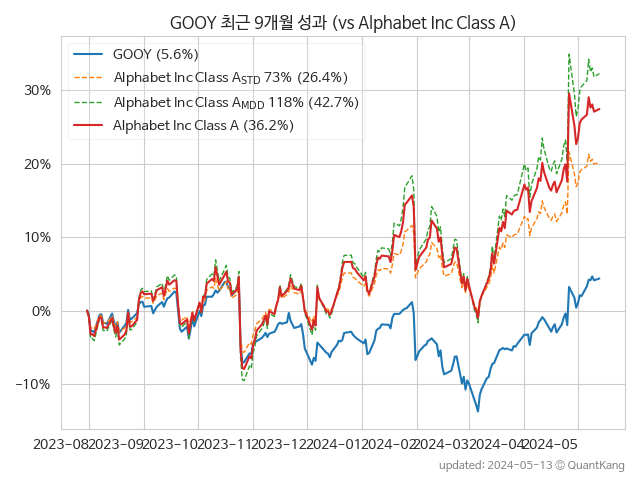 GOOY 최근 9개월 성과 (vs Alphabet Inc Class A)
GOOY (5.6%)
Alphabet Inc Class A STD 73% (26.4%)
Alphabet Inc Class A MDD 118% (42.7%)
Alphabet Inc Class A (36.2%)
30%
20%
10%
0%
−10%
2023-08 2023-09 2023-10 2023-11 2023-12 2024-01 2024-02 2024-03 2024-04 2024-05
updated: 2024-05-13 ⓒ QuantKang